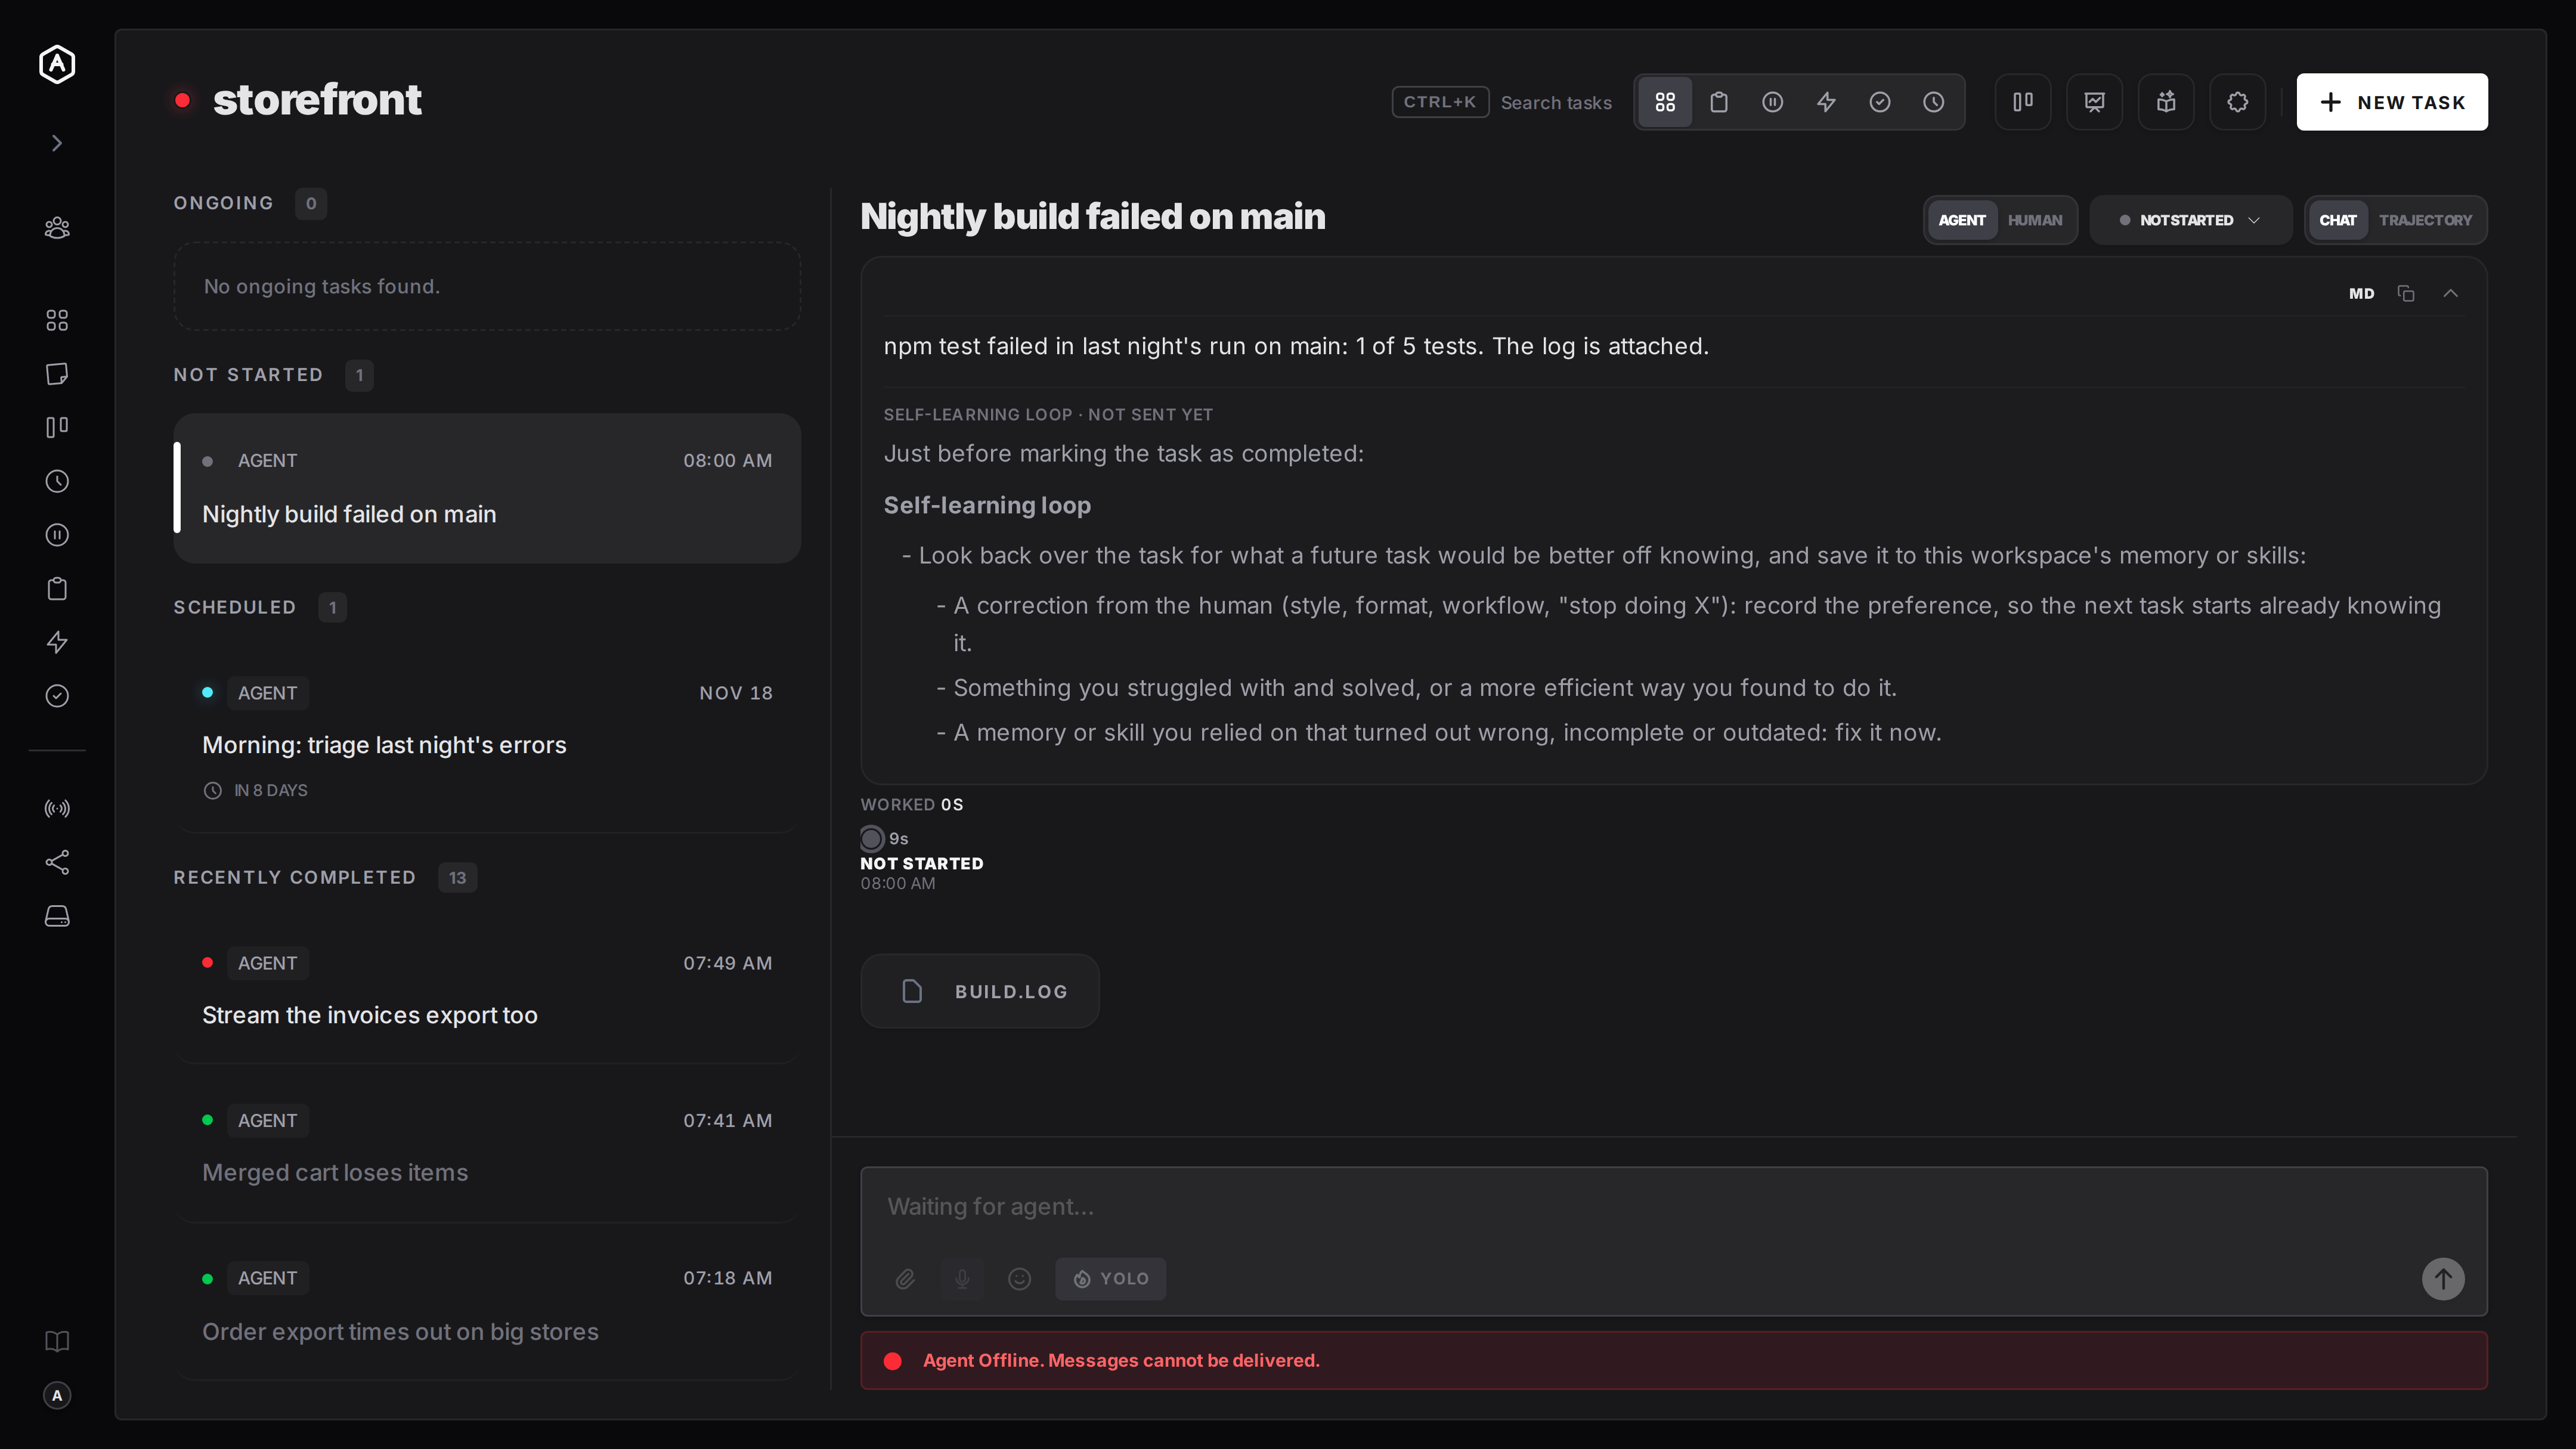 storefront
CTRL+K Search tasks
NEW TASK
ONGOING 0
No ongoing tasks found.
NOT STARTED 1
AGENT 08:00 AM
Nightly build failed on main
SCHEDULED 1
AGENT NOV 18
Morning: triage last night's errors
IN 8 DAYS
RECENTLY COMPLETED 13
AGENT 07:49 AM
Stream the invoices export too
AGENT 07:41 AM
Merged cart loses items
AGENT 07:18 AM
Order export times out on big stores
A
Nightly build failed on main
AGENT HUMAN NOT STARTED CHAT TRAJECTORY
MD
npm test failed in last night's run on main: 1 of 5 tests. The log is attached.
SELF-LEARNING LOOP · NOT SENT YET
Just before marking the task as completed:
Self-learning loop
- Look back over the task for what a future task would be better off knowing, and save it to this workspace's memory or skills:
- A correction from the human (style, format, workflow, "stop doing X"): record the preference, so the next task starts already knowing
it.
- Something you struggled with and solved, or a more efficient way you found to do it.
- A memory or skill you relied on that turned out wrong, incomplete or outdated: fix it now.
WORKED 0S
9s
NOT STARTED
08:00 AM
BUILD.LOG
Waiting for agent...
YOLO
Agent Offline. Messages cannot be delivered.